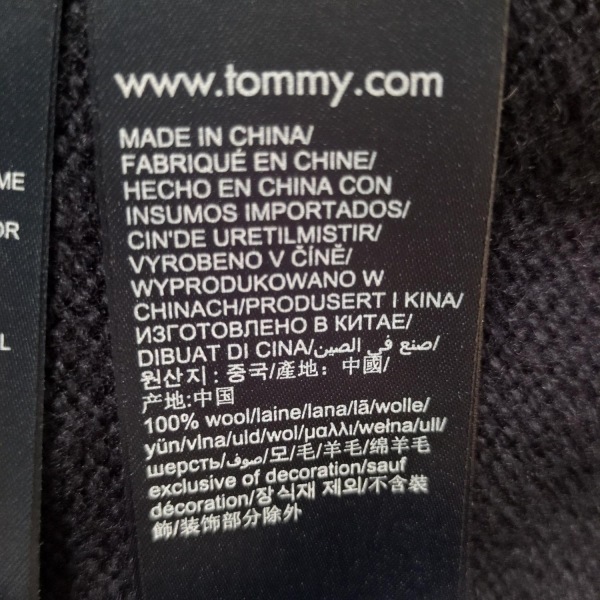 www.tommy.com
MADE IN CHINA/
FABRIQUÉ EN CHINE/
HECHO EN CHINA CON
INSUMOS IMPORTADOS/
CIN'DE URETILMISTIR/
VYROBENO V ČÍNĚ/
WYPRODUKOWANO W
CHINACH/PRODUSERT I KINA/
ИЗГОТОВЛЕНО В КИТАЕ/
DIBUAT DI CINA/صنع في الصين/
원산지: 중국/產地: 中國/
产地:中国
100% wool/laine/lana/lã/wolle/
yün/vlna/uld/wol/μαλλι/wełna/ull/
шерсть/صوف/모/毛/羊毛/绵羊毛
exclusive of decoration/sauf
décoration/장식재 제외/不含裝
飾/装饰部分除外
ME
OR
L